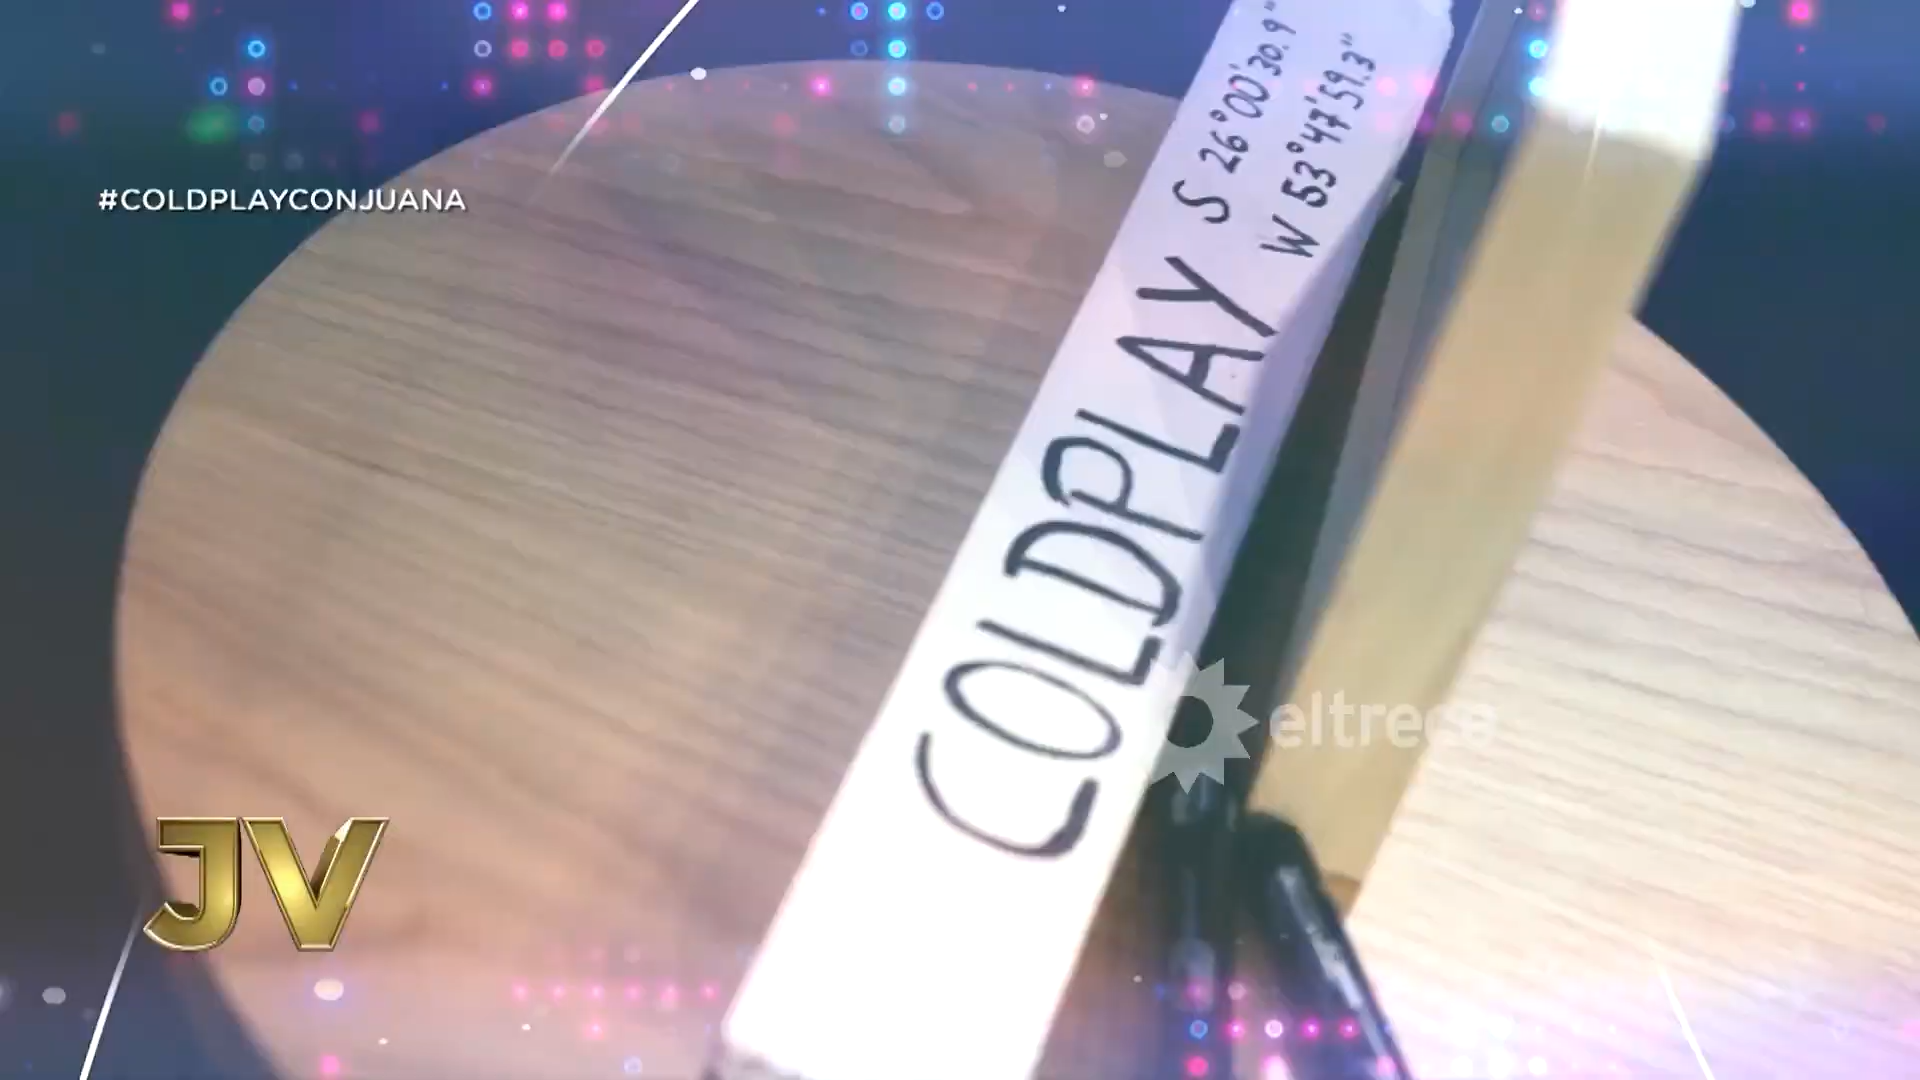 #COLDPLAYCONJUANA
COLDPLAY
S 26°00'30.9"
W 53°47'59.3"
eltrece
JV